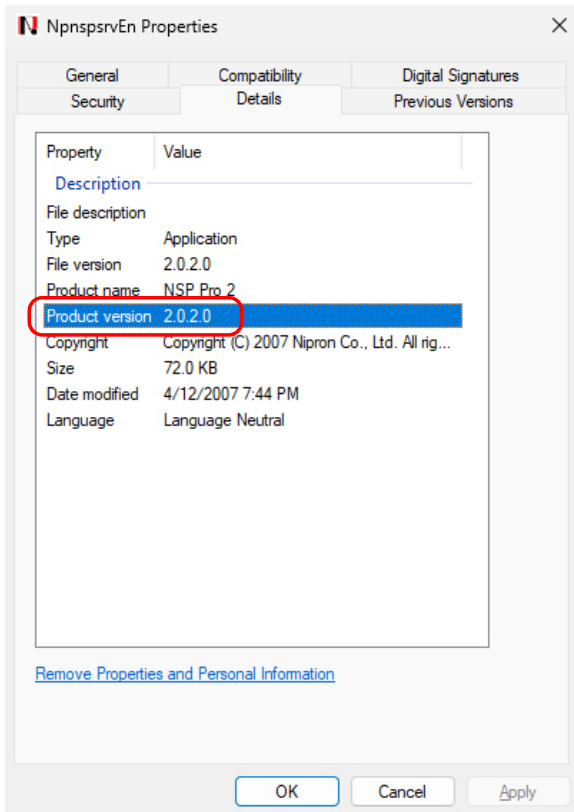 NpnspsrvEn Properties
General Compatibility Digital Signatures
Security Details Previous Versions
Property Value
Description
File description
Type Application
File version 2.0.2.0
Product name NSP Pro 2
Product version 2.0.2.0
Copyright Copyright (C) 2007 Nipron Co., Ltd. All rig...
Size 72.0 KB
Date modified 4/12/2007 7:44 PM
Language Language Neutral
Remove Properties and Personal Information
OK Cancel Apply